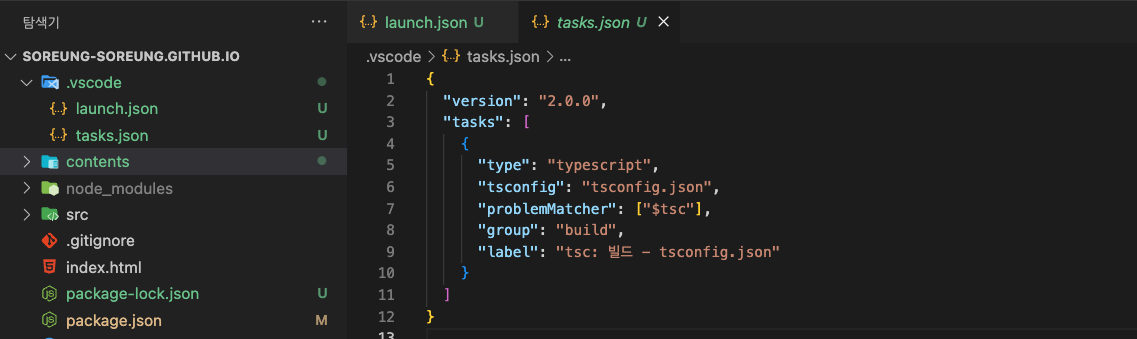 탐색기 ...
SOREUNG-SOREUNG.GITHUB.IO
.vscode
launch.json U
tasks.json U
contents
node_modules
src
.gitignore
index.html
package-lock.json U
package.json M
{..} launch.json U {..} tasks.json U ×
.vscode > {..} tasks.json > ...
1 {
2 "version": "2.0.0",
3 "tasks": [
4 {
5 "type": "typescript",
6 "tsconfig": "tsconfig.json",
7 "problemMatcher": ["$tsc"],
8 "group": "build",
9 "label": "tsc: 빌드 - tsconfig.json"
10 }
11 ]
12 }
13